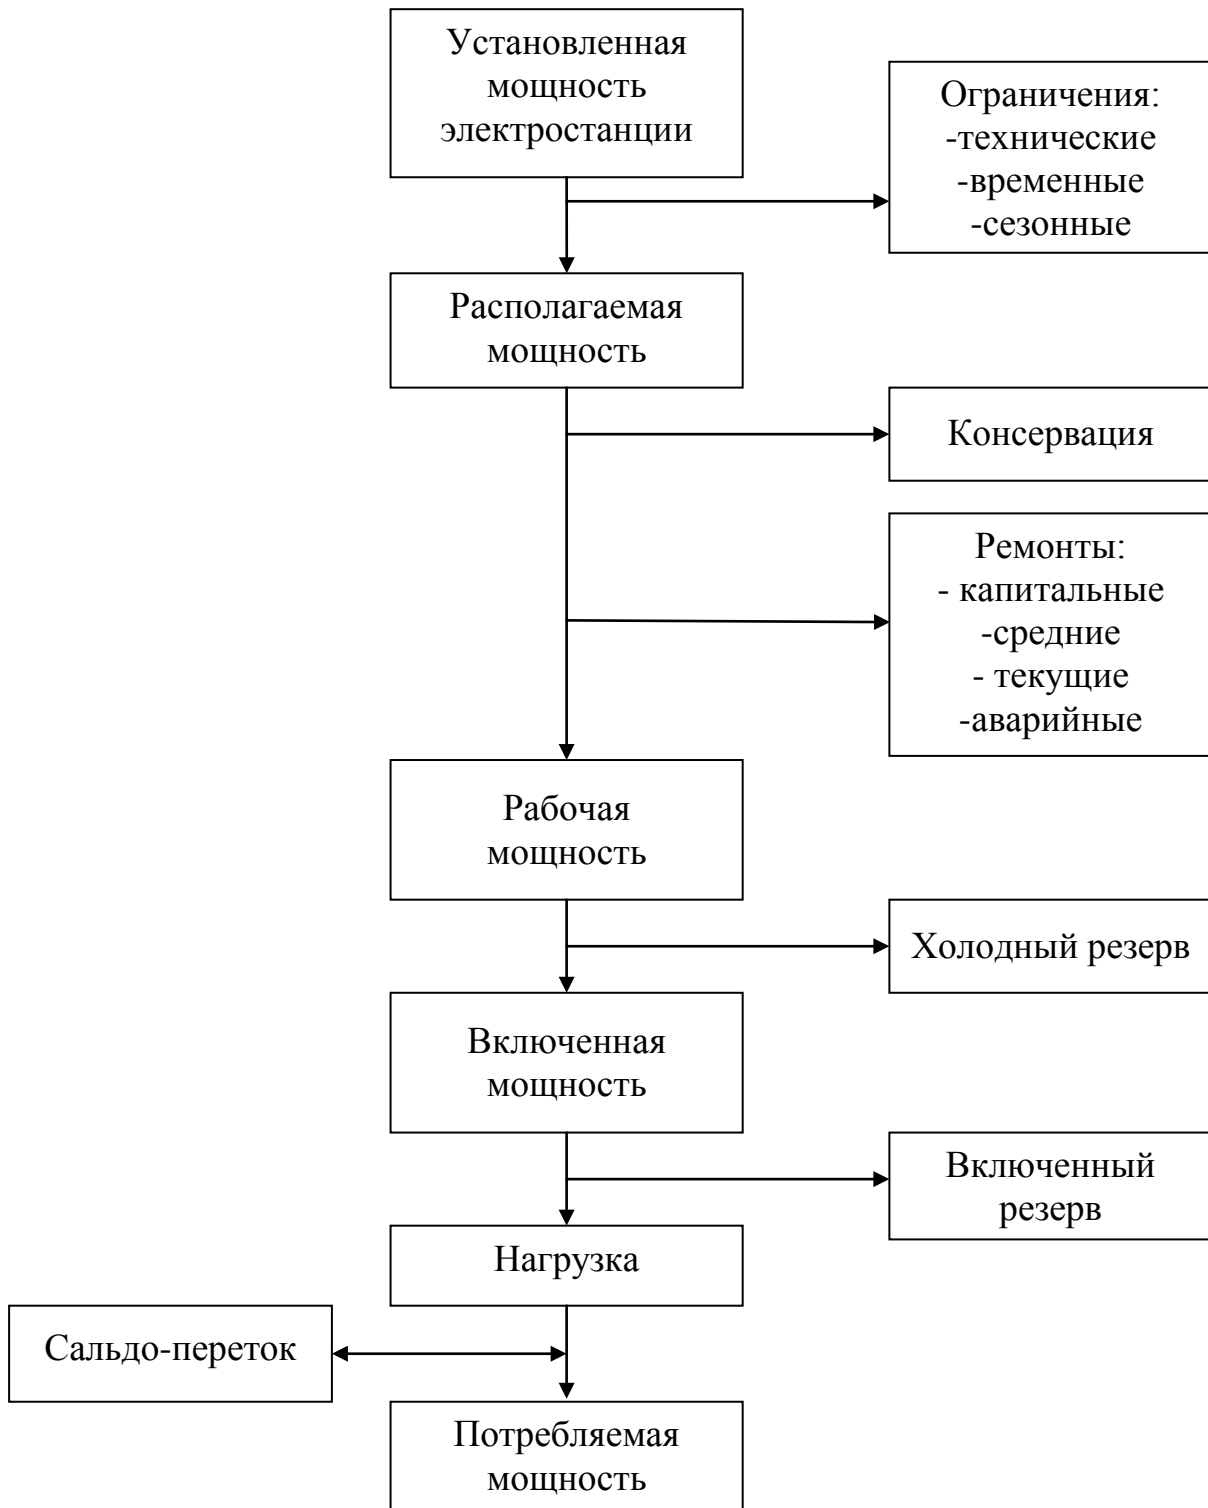 Установленная
мощность
электростанции
Ограничения:
-технические
-временные
-сезонные
Располагаемая
мощность
Консервация
Ремонты:
- капитальные
-средние
- текущие
-аварийные
Рабочая
мощность
Холодный резерв
Включенная
мощность
Включенный
резерв
Нагрузка
Сальдо-переток
Потребляемая
мощность